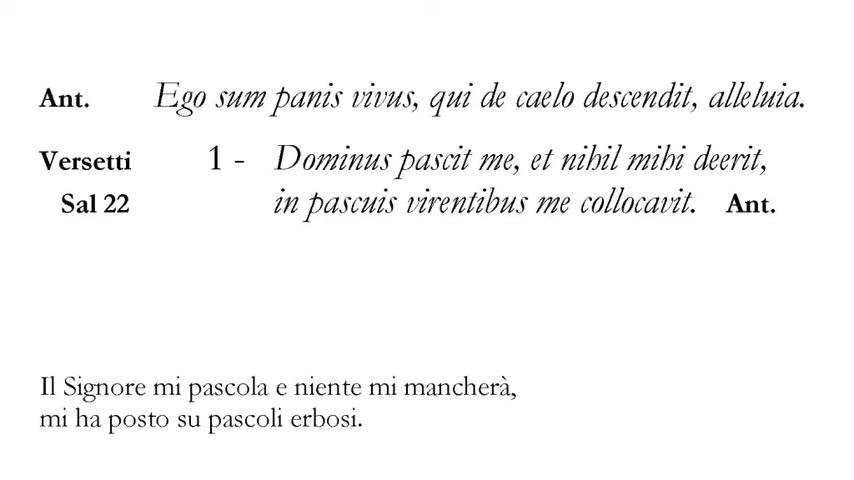 Ant. Ego sum panis vivus, qui de caelo descendit, alleluia.
Versetti 1 - Dominus pascit me, et nihil mihi deerit,
Sal 22 in pascuis virentibus me collocavit. Ant.
Il Signore mi pascola e niente mi mancherà,
mi ha posto su pascoli erbosi.